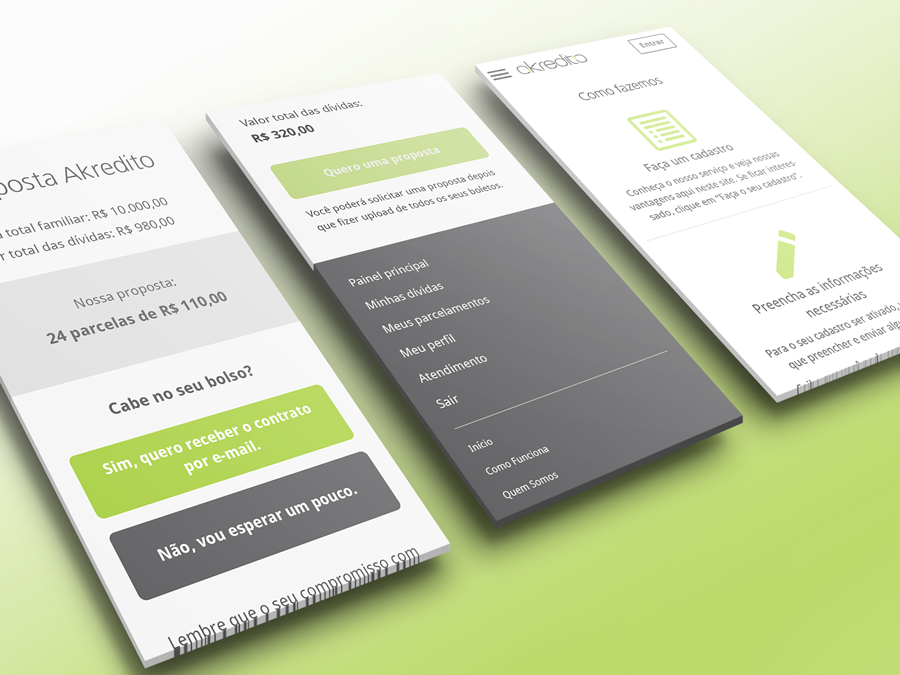 posta Akredito
total familiar: R$ 10.000,00
r total das dívidas: R$ 980,00
Nossa proposta:
24 parcelas de R$ 110,00
Cabe no seu bolso?
Sim, quero receber o contrato
por e-mail.
Não, vou esperar um pouco.
Lembre que o seu compromisso com
Valor total das dívidas:
R$ 320,00
Quero uma proposta
Você poderá solicitar uma proposta depois
que fizer upload de todos os seus boletos.
Painel principal
Minhas dívidas
Meus parcelamentos
Meu perfil
Atendimento
Sair
Início
Como Funciona
Quem Somos
akredito
Entrar
Como fazemos
Faça um cadastro
Conheça o nosso serviço e veja nossas
vantagens aqui neste site. Se ficar interes-
sado, clique em "Faça o seu cadastro".
Preencha as informações
necessárias
Para o seu cadastro ser ativado,
que preencher e enviar algu